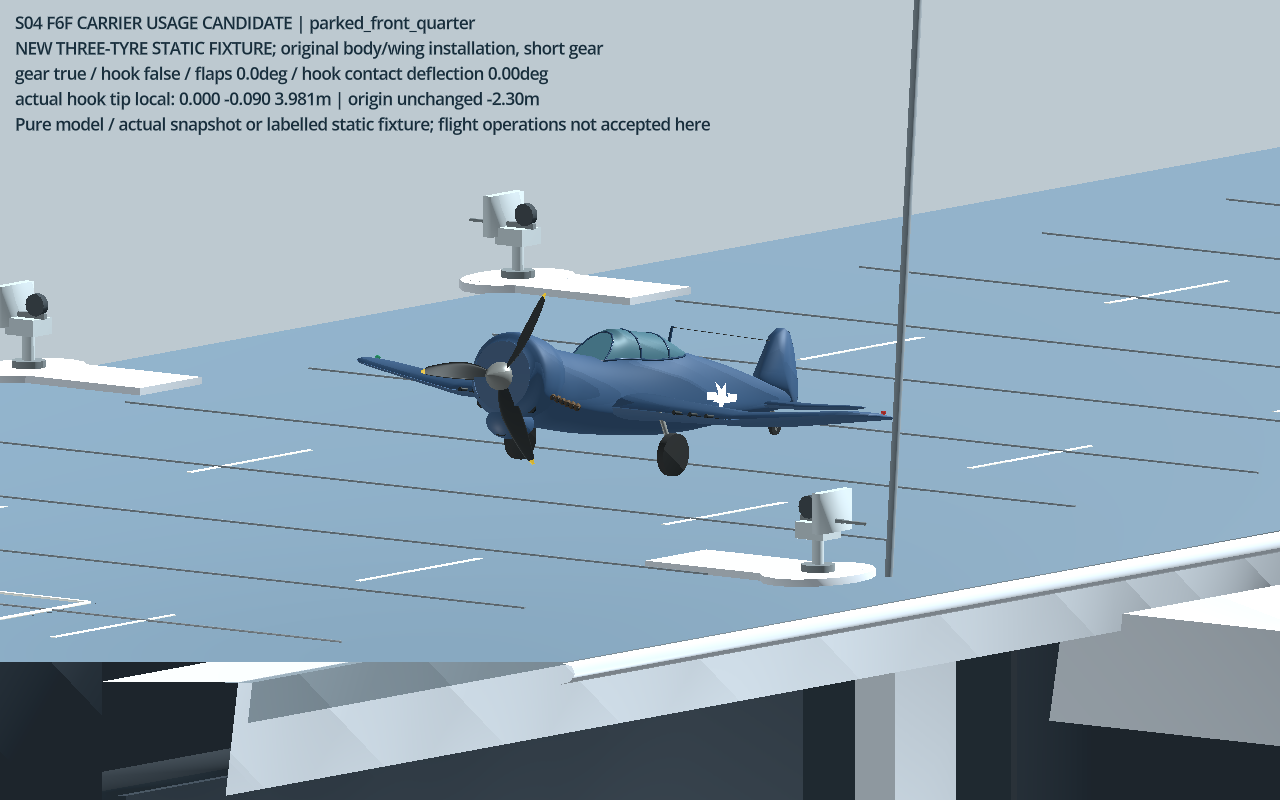 S04 F6F CARRIER USAGE CANDIDATE | parked_front_quarter
NEW THREE-TYRE STATIC FIXTURE; original body/wing installation, short gear
gear true / hook false / flaps 0.0deg / hook contact deflection 0.00deg
actual hook tip local: 0.000 -0.090 3.981m | origin unchanged -2.30m
Pure model / actual snapshot or labelled static fixture; flight operations not accepted here